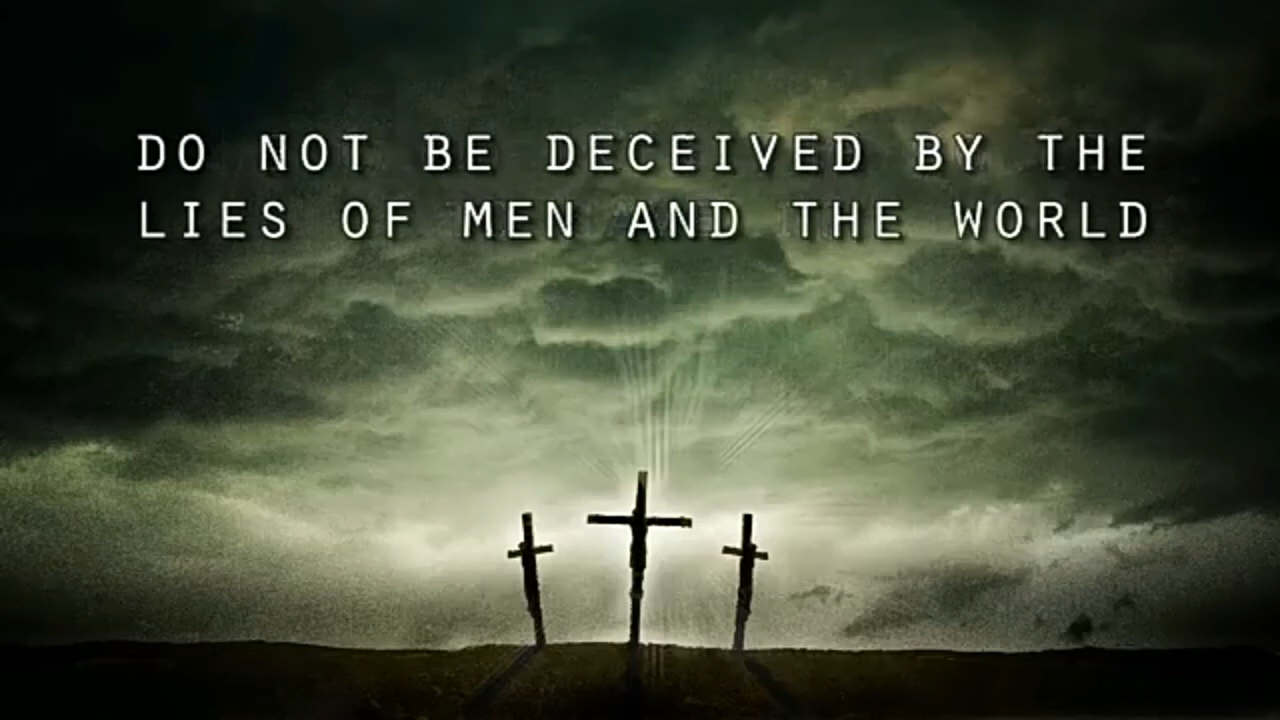 DO NOT BE DECEIVED BY THE
LIES OF MEN AND THE WORLD